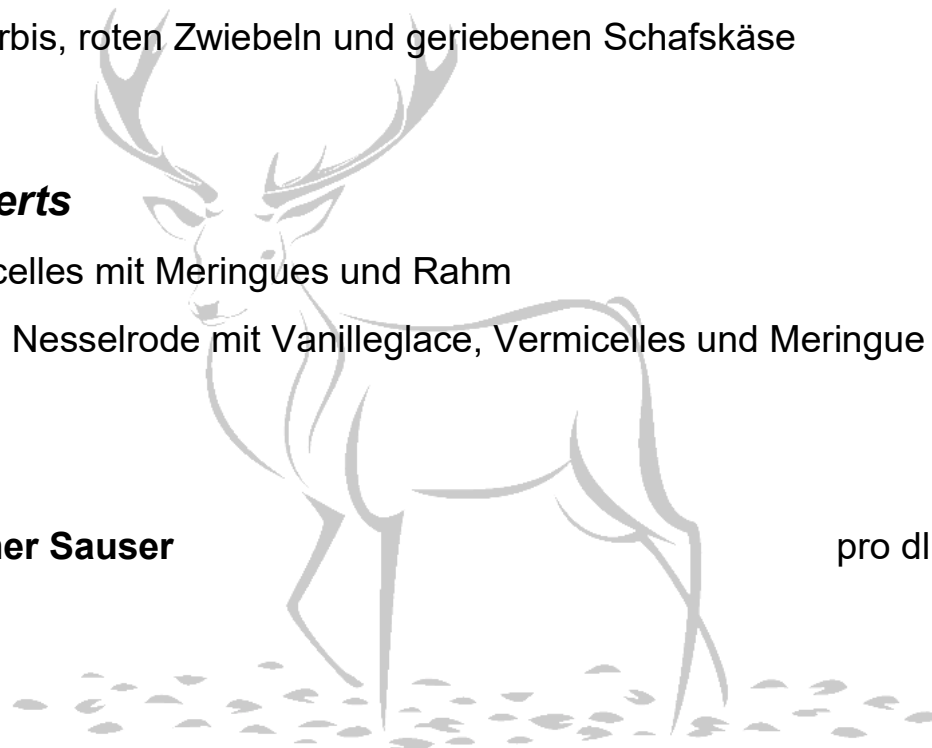 rbis, roten Zwiebeln und geriebenen Schafskäse
erts
celles mit Meringues und Rahm
Nesselrode mit Vanilleglace, Vermicelles und Meringue
ner Sauser pro dl